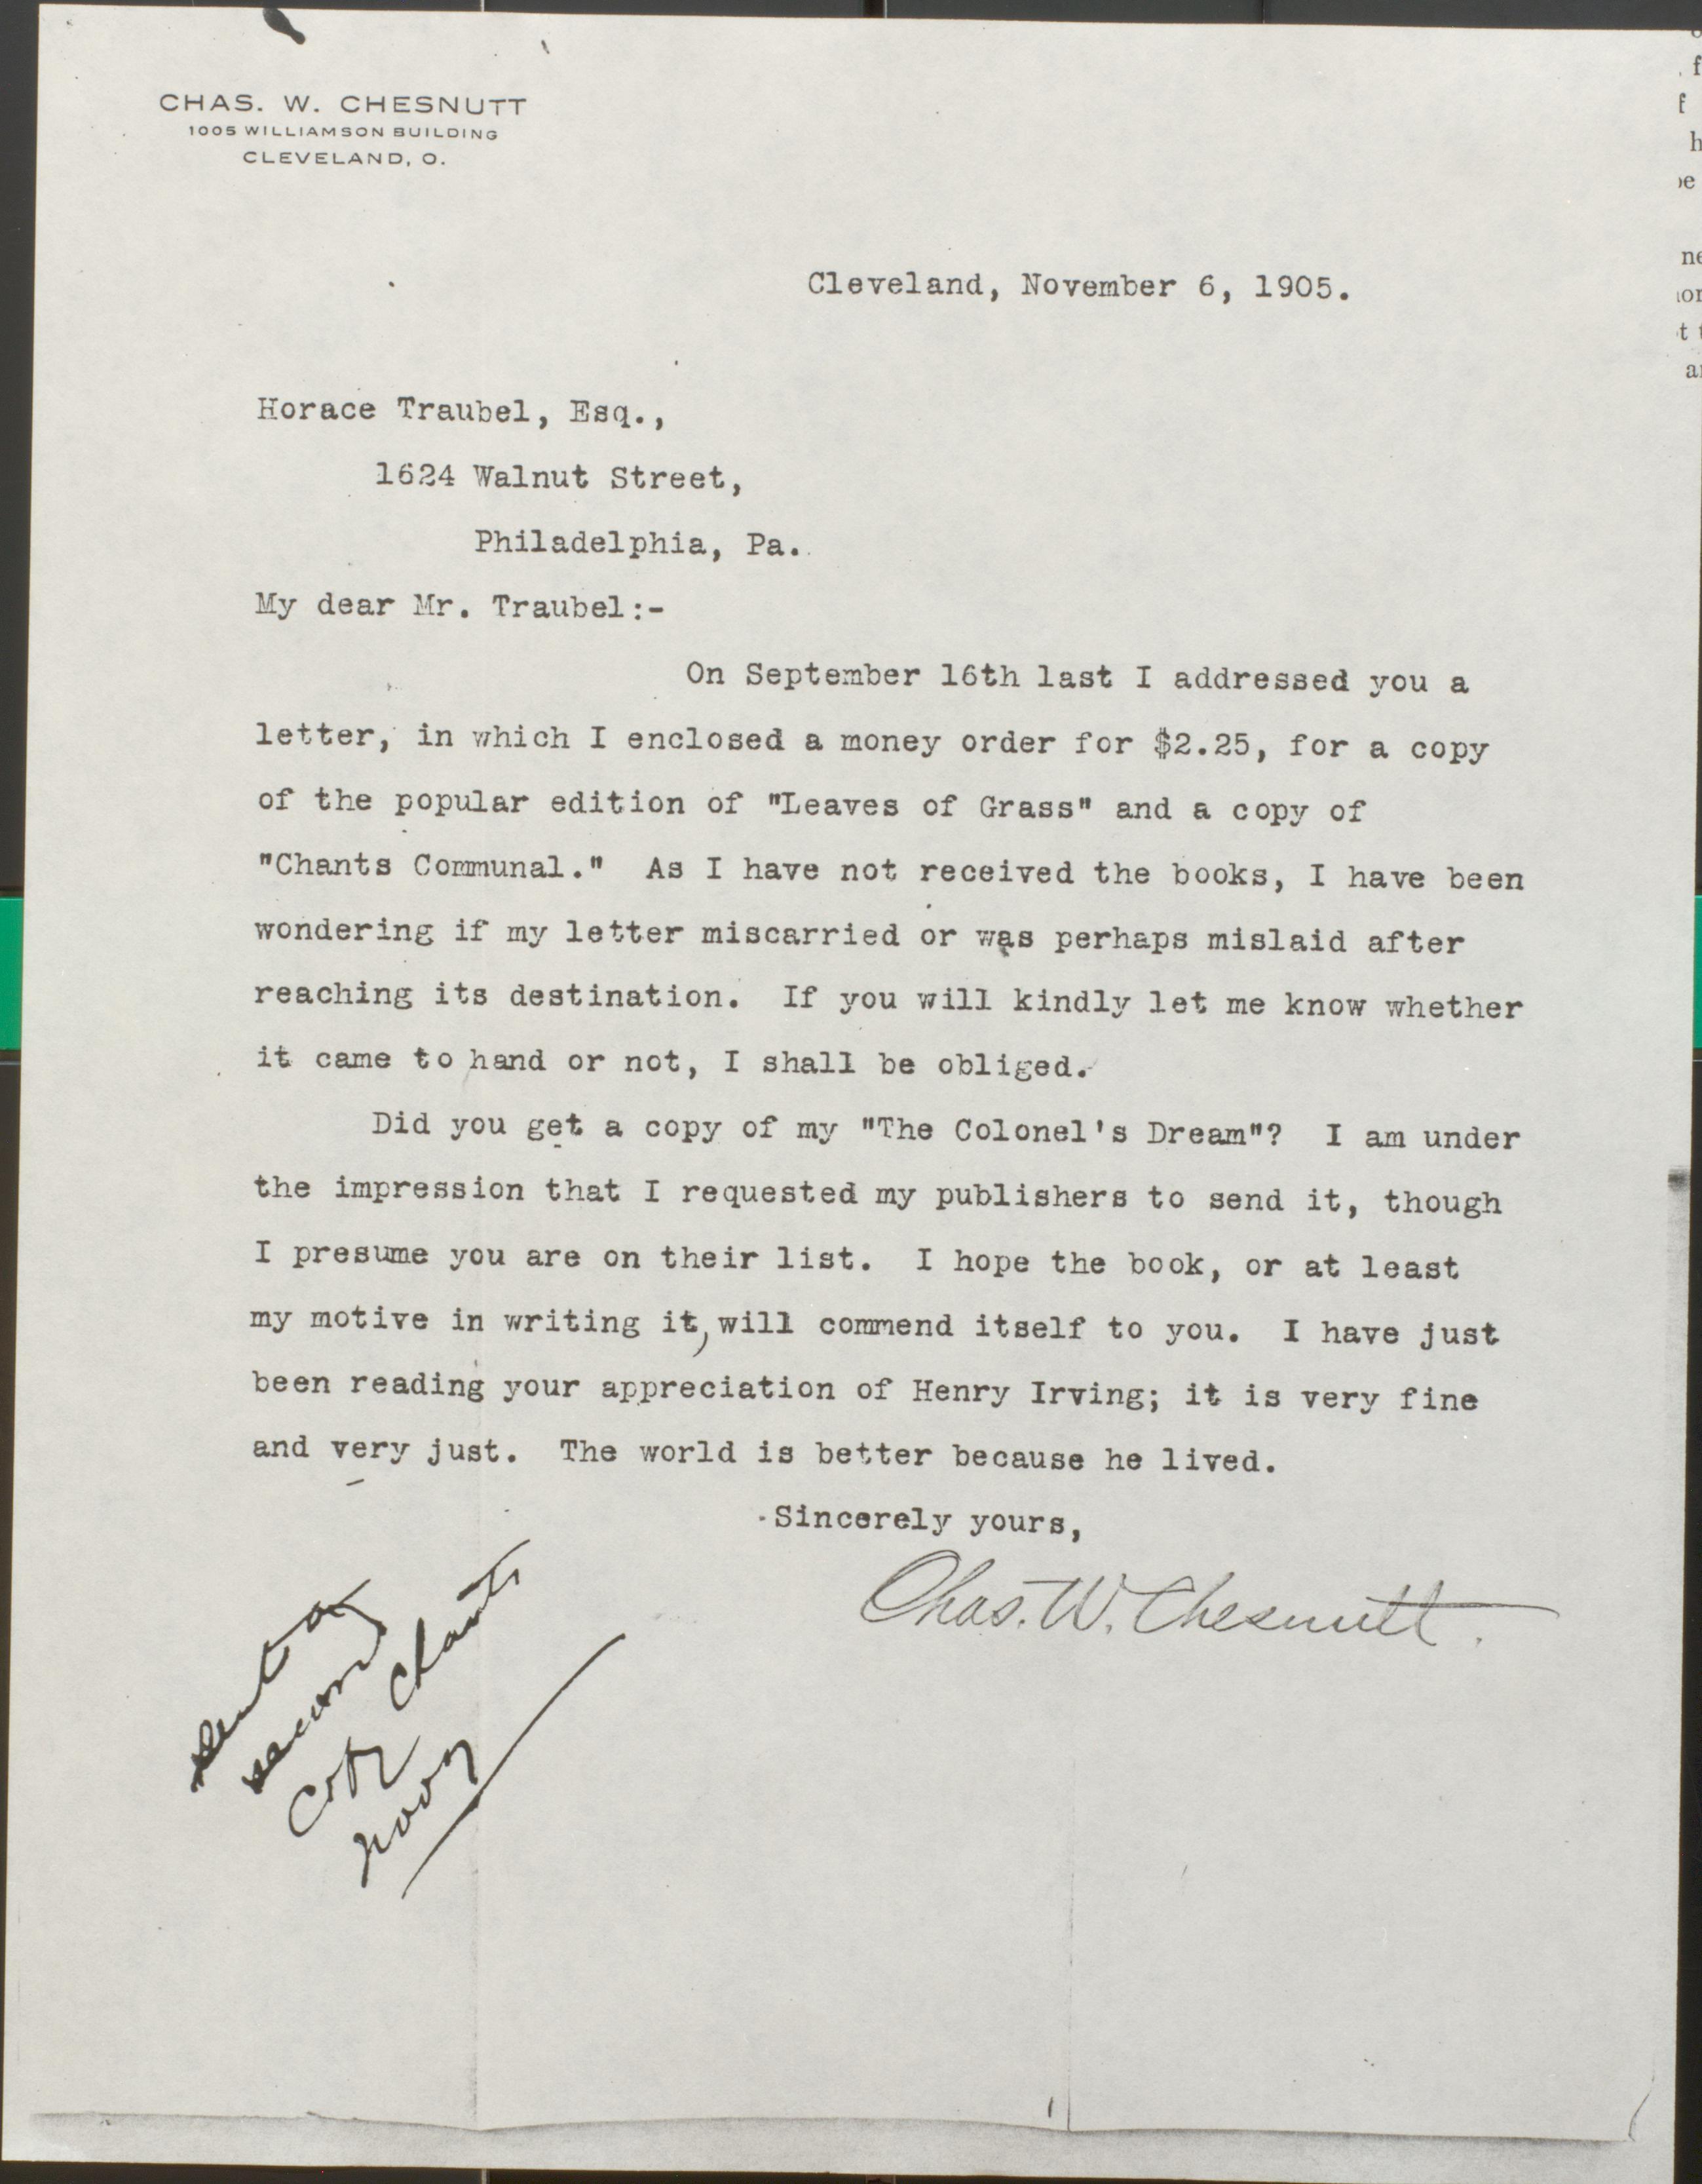 CHAS. W. CHESNUTT
1005 WILLIAMSON BUILDING
CLEVELAND, O.
Cleveland, November 6, 1905.
Horace Traubel, Esq.,
1624 Walnut Street,
Philadelphia, Pa.
My dear Mr. Traubel:-
On September 16th last I addressed you a
letter, in which I enclosed a money order for $2.25, for a copy
of the popular edition of "Leaves of Grass" and a copy of
"Chants Communal." As I have not received the books, I have been
wondering if my letter miscarried or was perhaps mislaid after
reaching its destination. If you will kindly let me know whether
it came to hand or not, I shall be obliged.
Did you get a copy of my "The Colonel's Dream"? I am under
the impression that I requested my publishers to send it, though
I presume you are on their list. I hope the book, or at least
my motive in writing it, will commend itself to you. I have just
been reading your appreciation of Henry Irving; it is very fine
and very just. The world is better because he lived.
Sincerely yours,
Chas. W. Chesnutt.
sent a
second
copy Chants